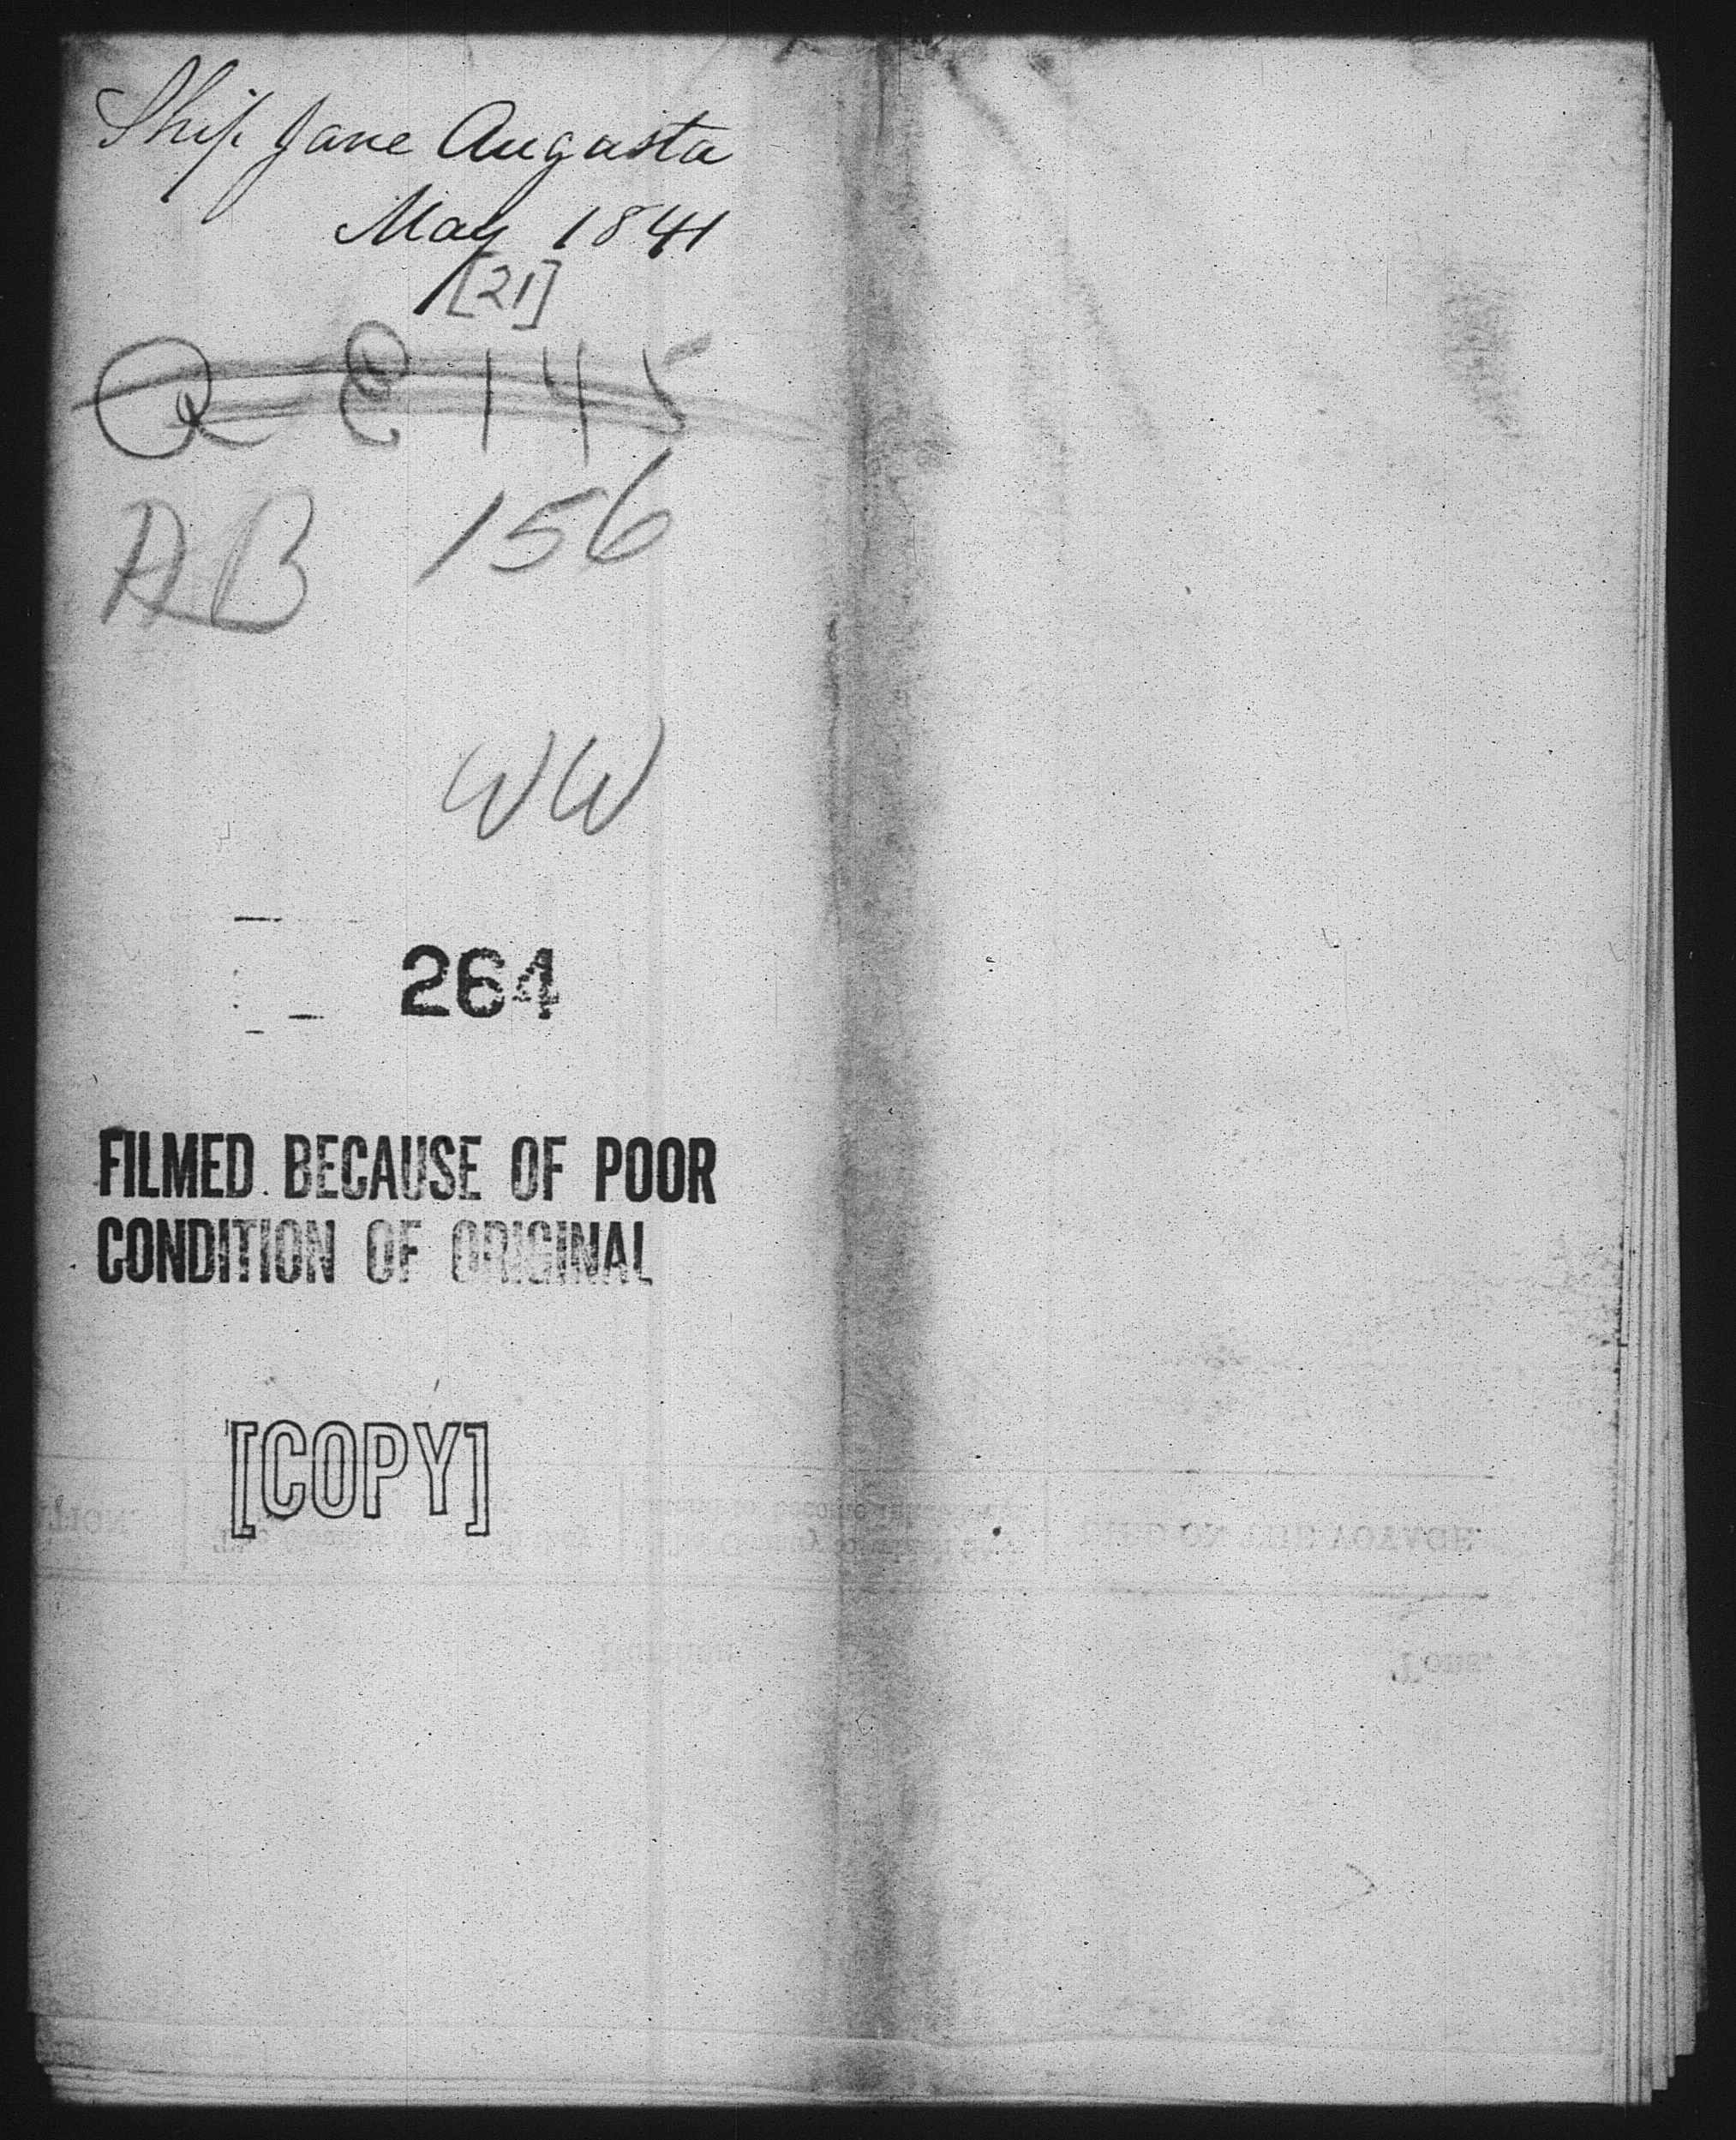 Ship Jane Augusta
May 1841
[21]
145
AB 156
WW
264
FILMED BECAUSE OF POOR
CONDITION OF ORIGINAL
[COPY]